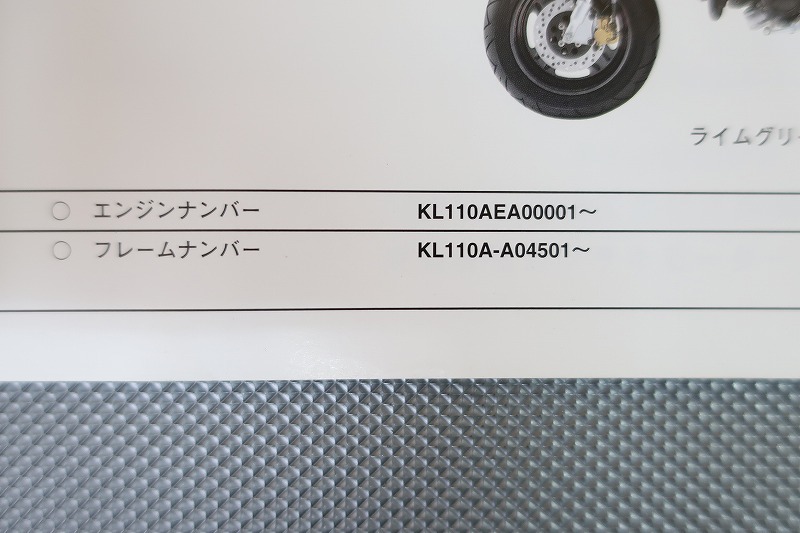 ライムグリー
○ エンジンナンバー KL110AEA00001～
○ フレームナンバー KL110A-A04501～